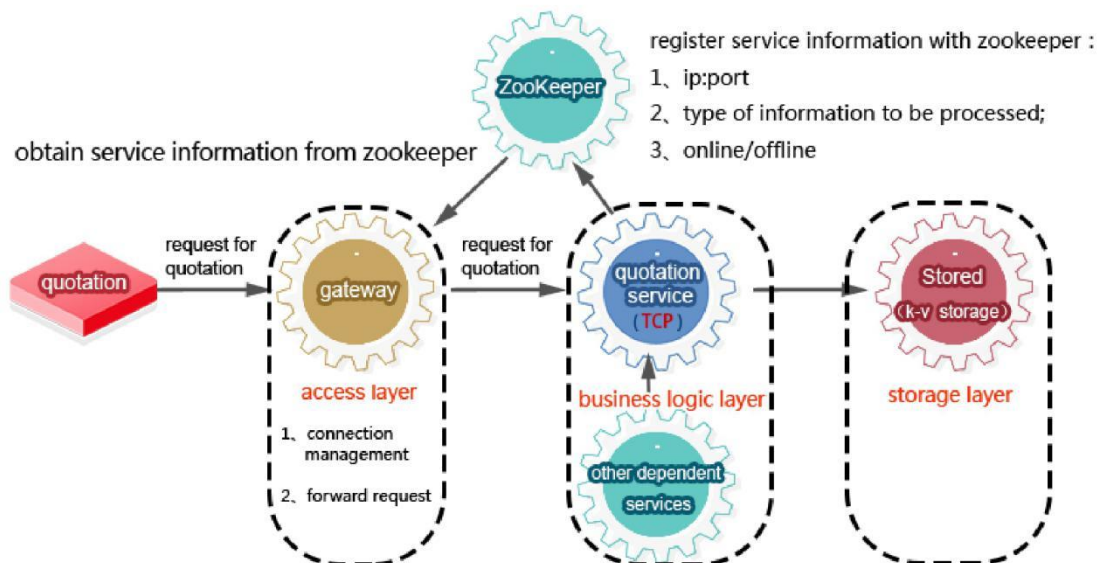 ZooKeeper
register service information with zookeeper :
1、ip:port
2、type of information to be processed;
3、online/offline
obtain service information from zookeeper
quotation
request for
quotation
gateway
access layer
1、connection
management
2、forward request
request for
quotation
quotation
service
(TCP)
business logic layer
other dependent
services
Stored
(k-v storage)
storage layer